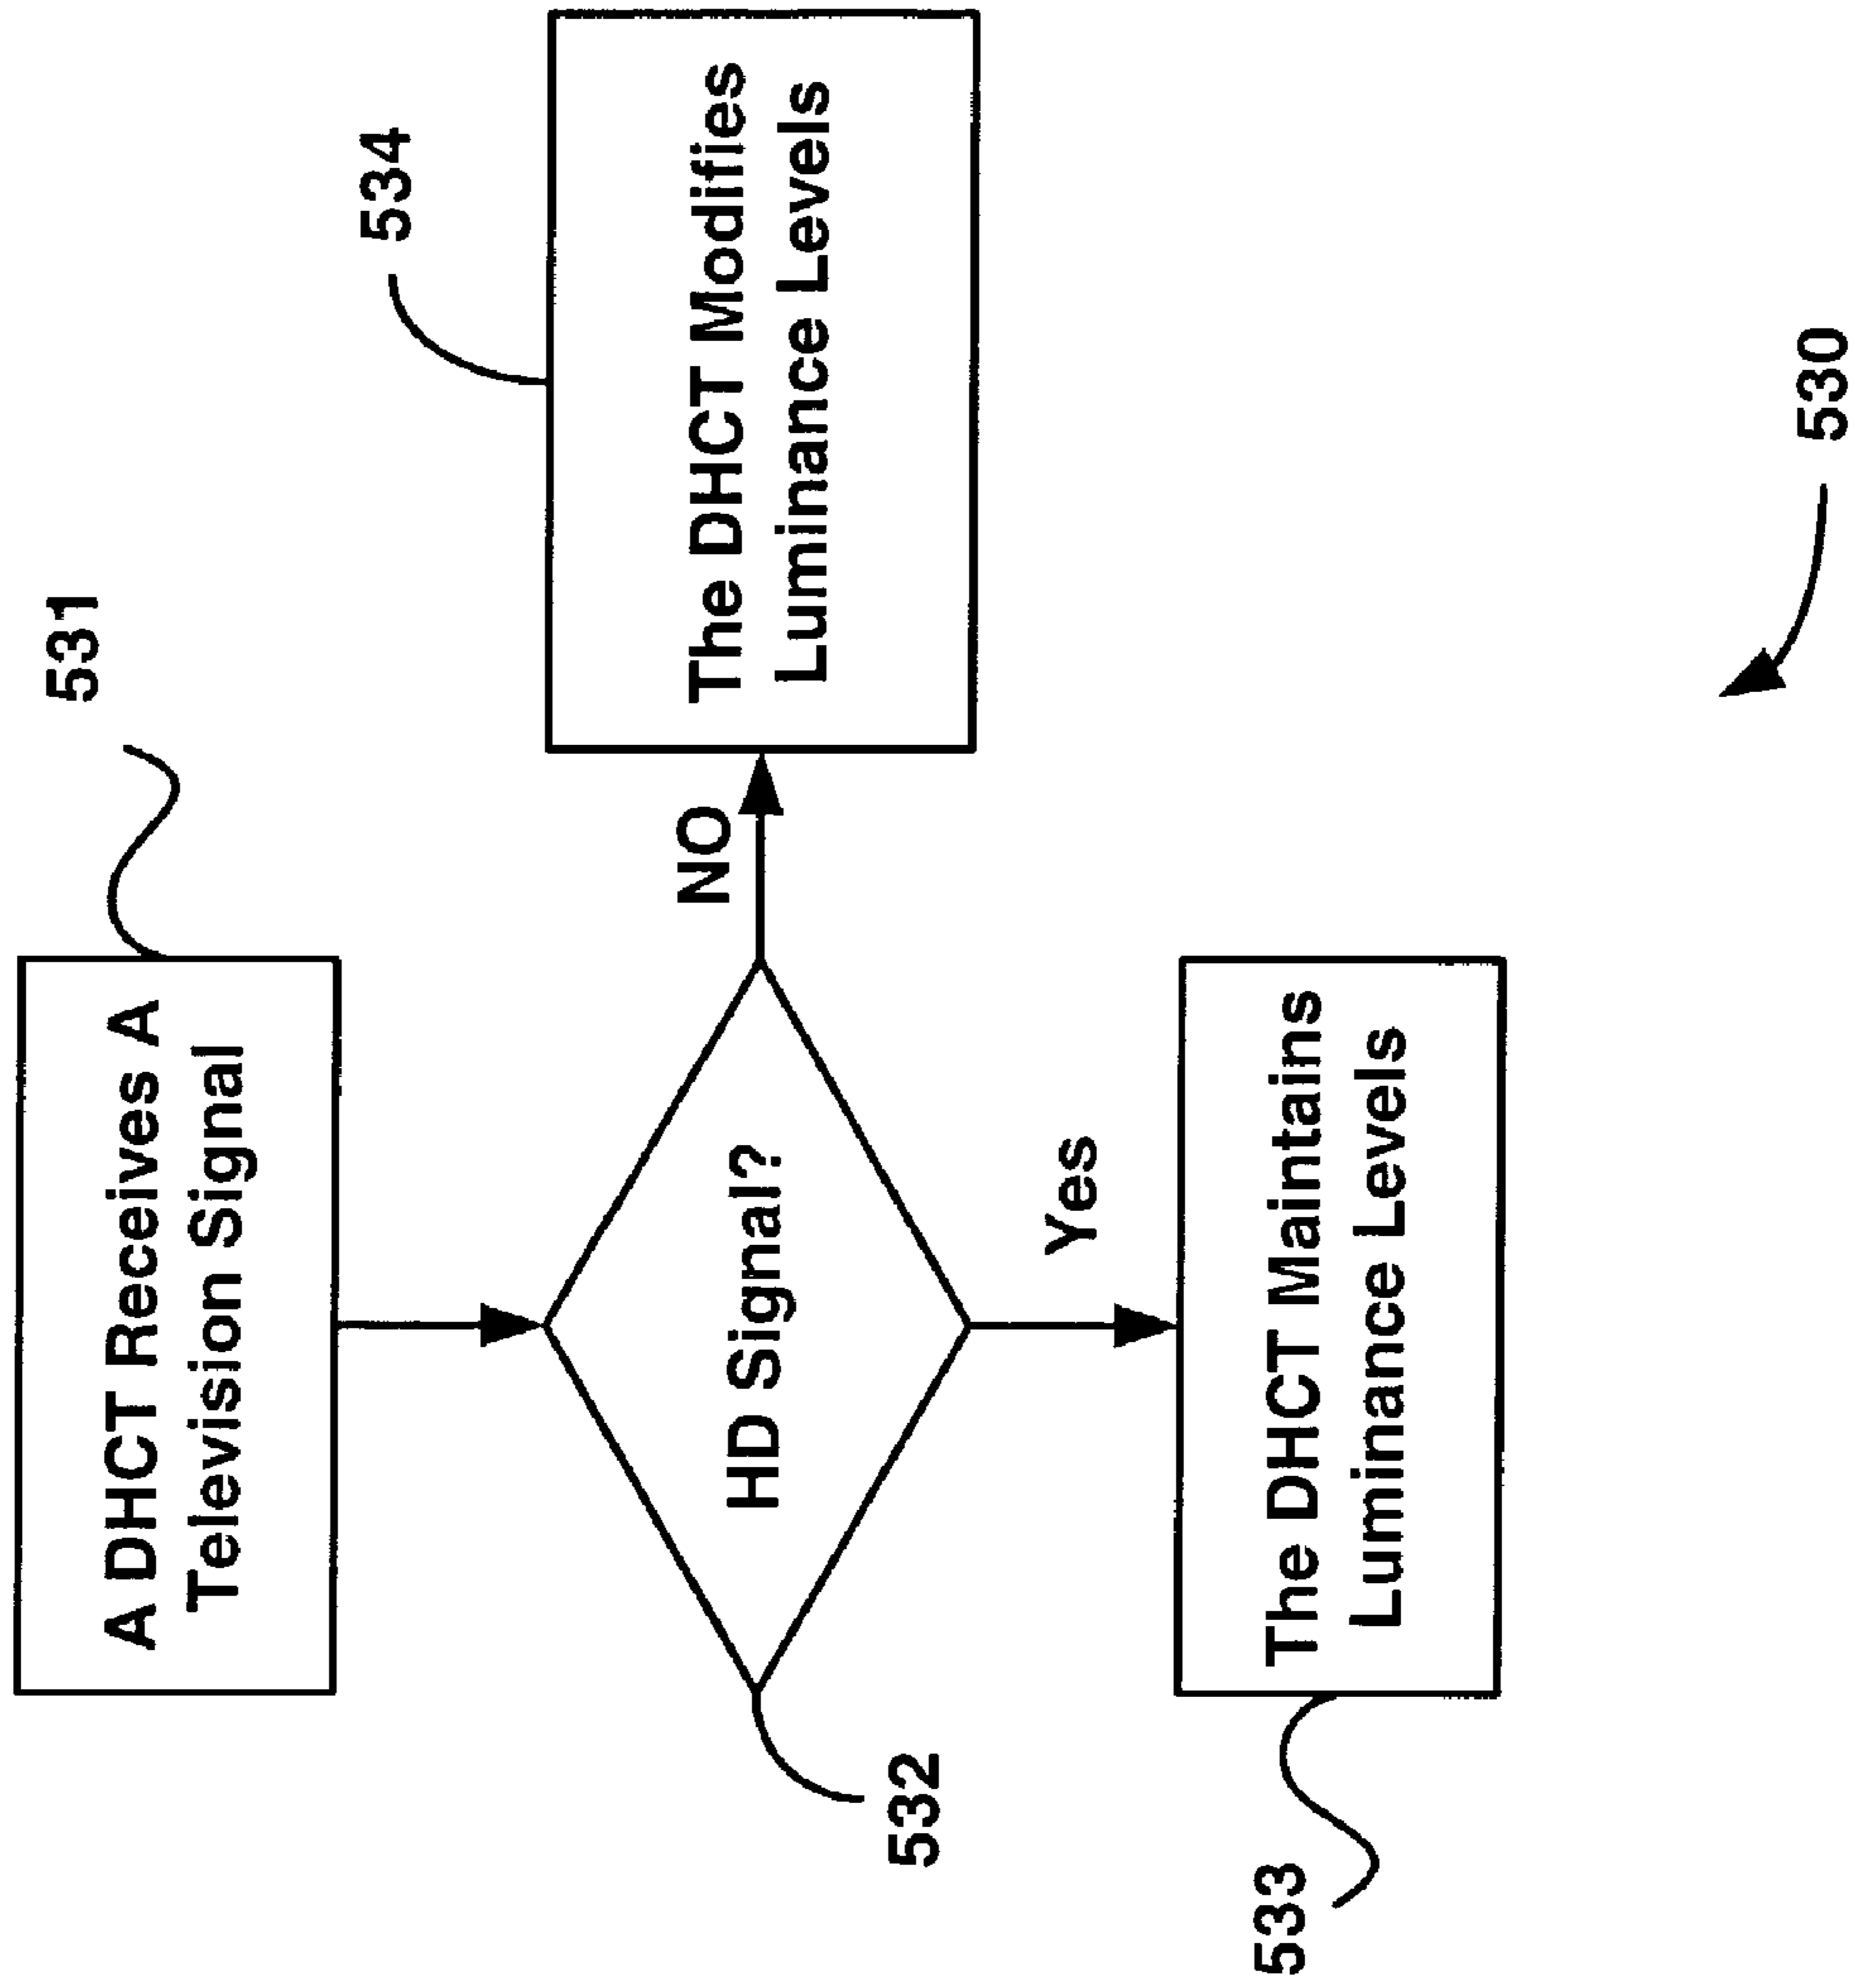 531
A DHCT Receives A
Television Signal
532
HD Signal?
NO
534
The DHCT Modifies
Luminance Levels
Yes
533
The DHCT Maintains
Luminance Levels
530